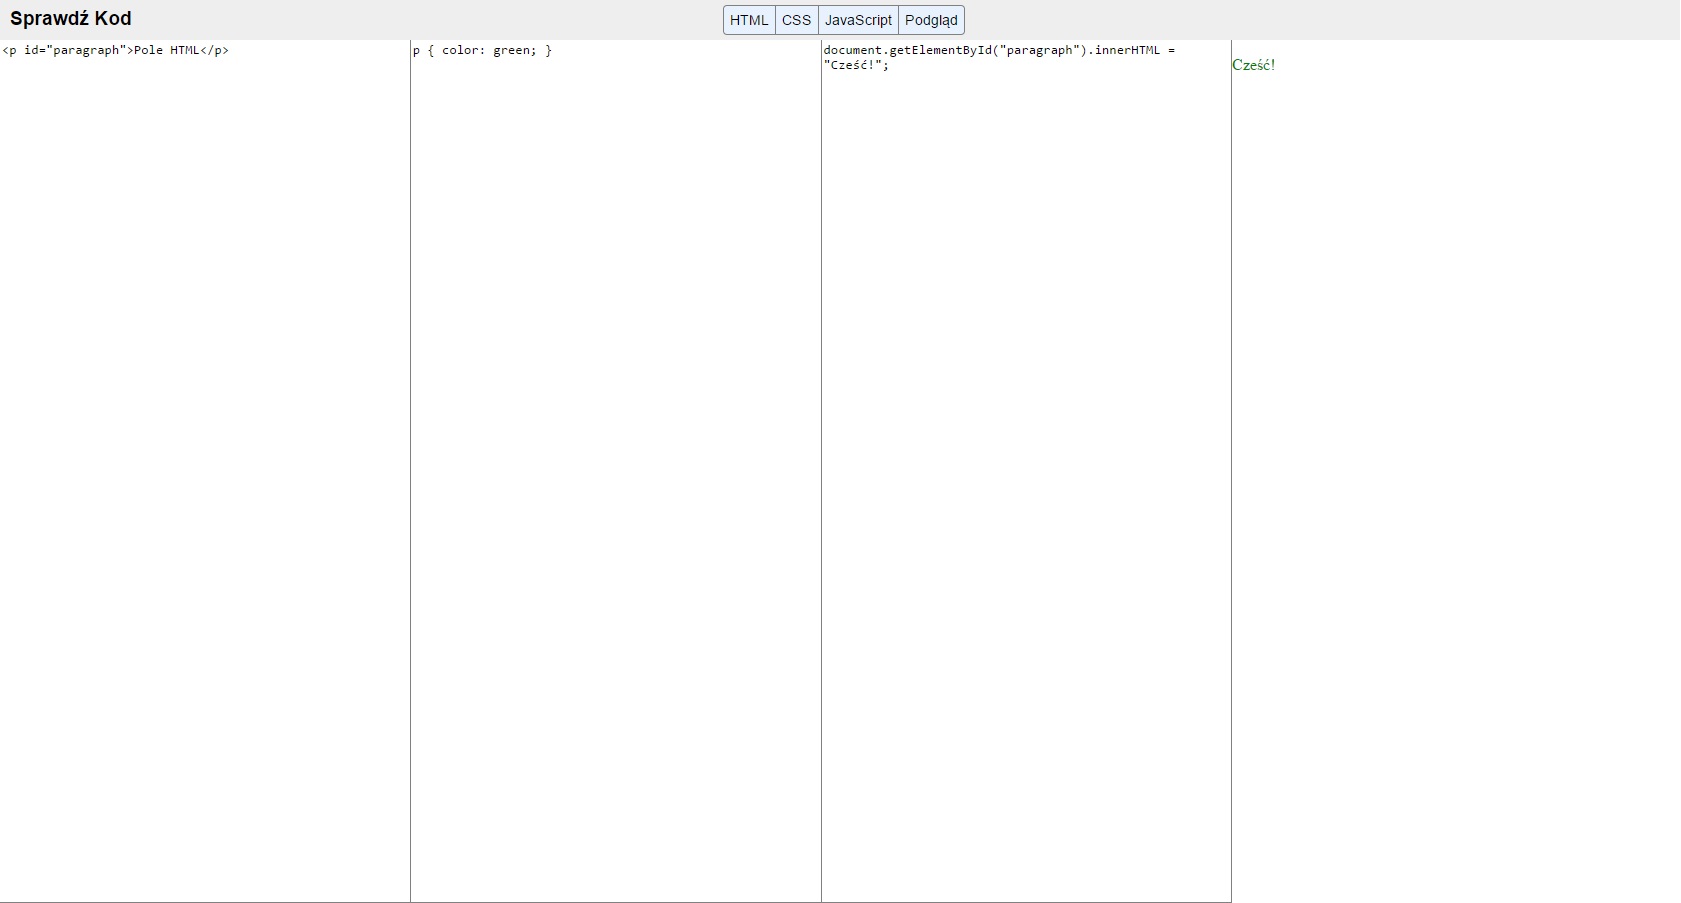 Sprawdź Kod
HTML CSS JavaScript Podgląd
<p id="paragraph">Pole HTML</p>
p { color: green; }
document.getElementById("paragraph").innerHTML =
"Cześć!";
Cześć!